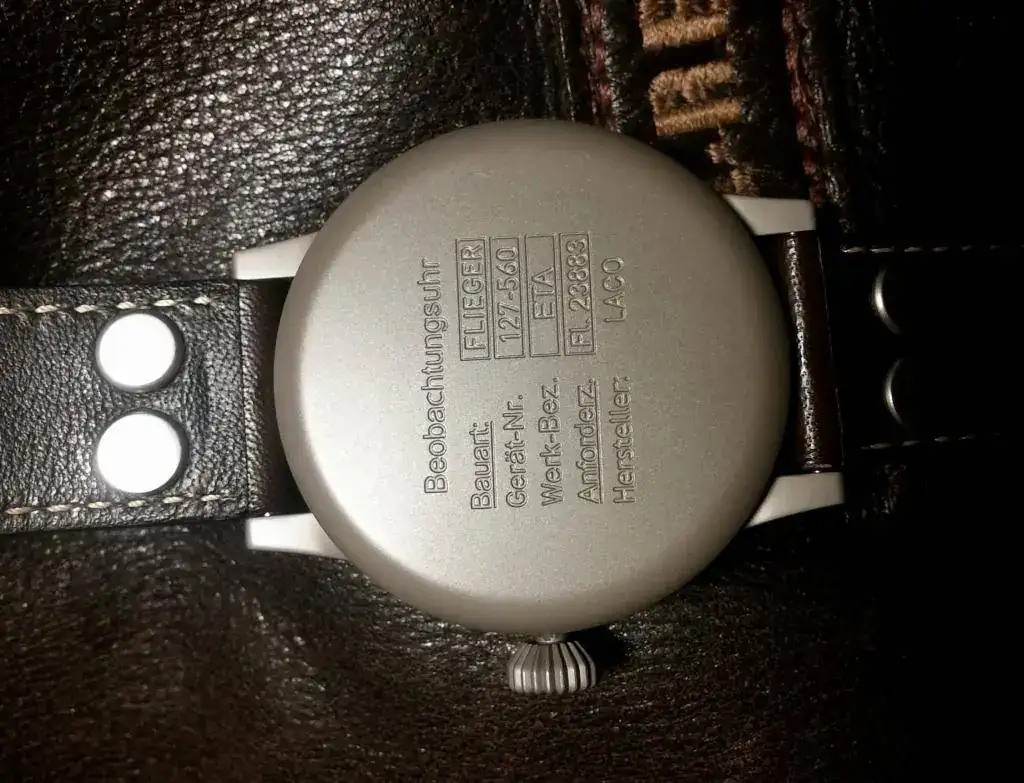 Beobachtungsuhr
Bauart: FLIEGER
Gerät-Nr. 127-560
Werk-Bez. ETA
Anforderz. Fl. 23883
Hersteller: LACO